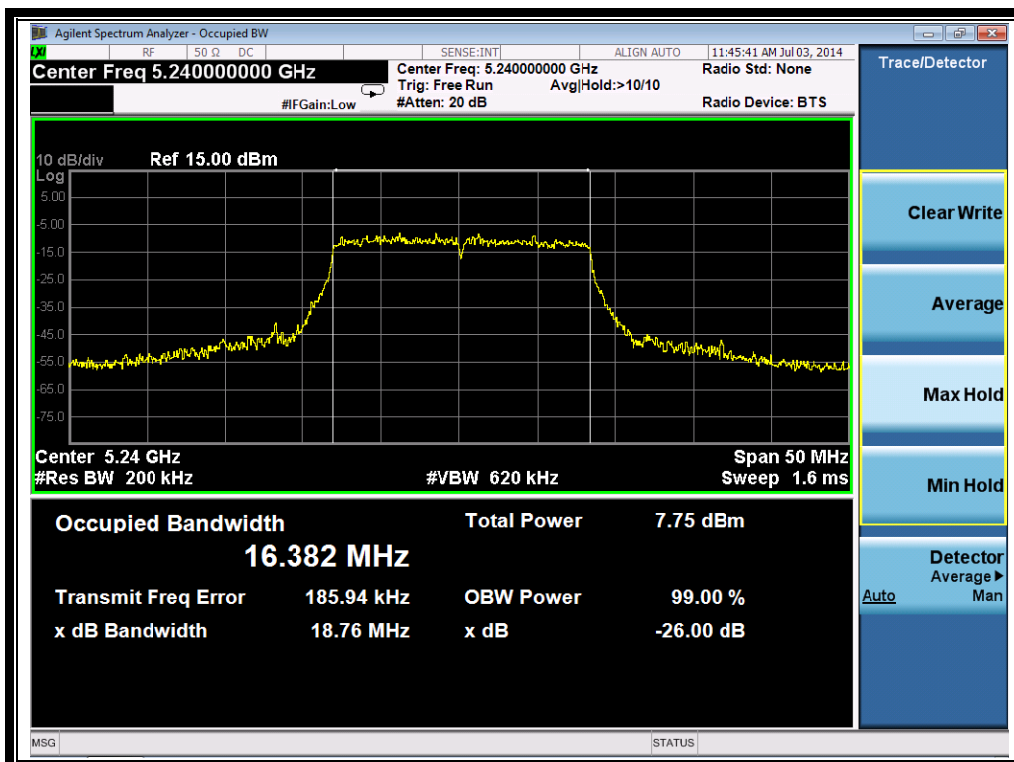 Agilent Spectrum Analyzer - Occupied BW
LXI RF 50 Ω DC SENSE:INT ALIGN AUTO 11:45:41 AM Jul 03, 2014
Center Freq 5.240000000 GHz
#IFGain:Low
Center Freq: 5.240000000 GHz
Trig: Free Run Avg|Hold:>10/10
#Atten: 20 dB
Radio Std: None
Radio Device: BTS
10 dB/div Ref 15.00 dBm
Log
5.00
-5.00
-15.0
-25.0
-35.0
-45.0
-55.0
-65.0
-75.0
Center 5.24 GHz Span 50 MHz
#Res BW 200 kHz #VBW 620 kHz Sweep 1.6 ms
Occupied Bandwidth Total Power 7.75 dBm
16.382 MHz
Transmit Freq Error 185.94 kHz OBW Power 99.00 %
x dB Bandwidth 18.76 MHz x dB -26.00 dB
MSG STATUS
Trace/Detector
Clear Write
Average
Max Hold
Min Hold
Detector
Average▶
Auto Man